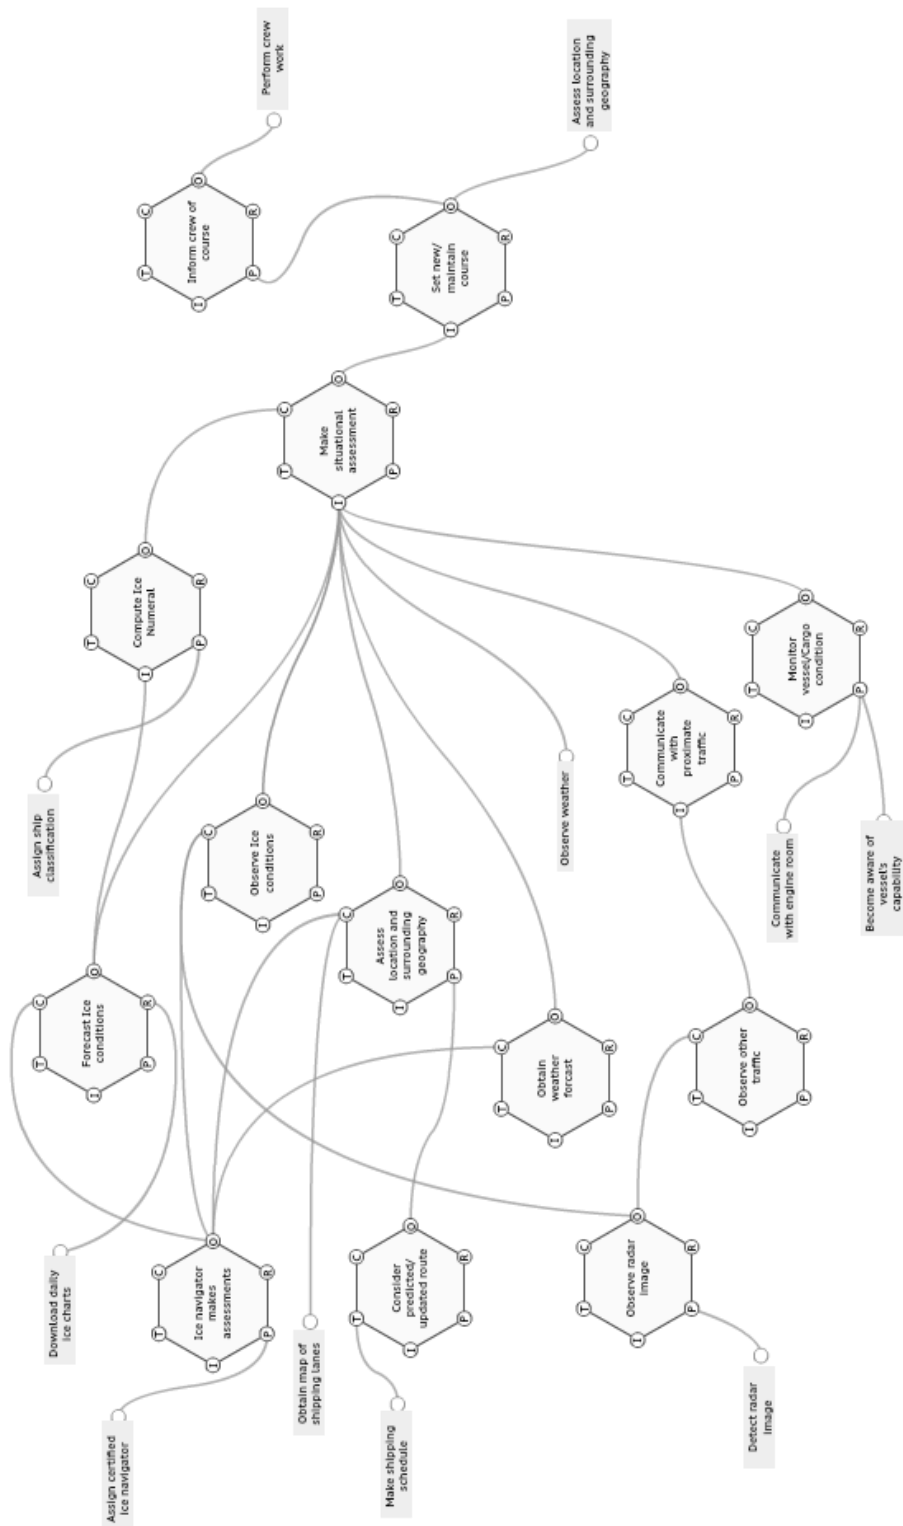 Assign ship
classification
Download daily
ice charts
T
C
I
Forecast Ice
conditions
O
P
R
T
C
I
Compute Ice
Numeral
O
P
R
Assign certified
ice navigator
T
C
I
Ice navigator
makes
assessments
O
P
R
T
C
I
Inform crew of
course
O
P
R
Perform crew
work
T
C
I
Observe Ice
conditions
O
P
R
Obtain map of
shipping lanes
T
C
I
Make
situational
assessment
O
P
R
T
C
I
Assess
location and
surrounding
geography
O
P
R
Make shipping
schedule
T
C
I
Consider
predicted/
updated route
O
P
R
T
C
I
Set new/
maintain
course
O
P
R
Assess location
and surrounding
geography
T
C
I
Obtain
weather
forcast
O
P
R
Observe weather
T
C
I
Observe radar
image
O
P
R
T
C
I
Communicate
with
proximate
traffic
O
P
R
Detect radar
image
T
C
I
Observe other
traffic
O
P
R
Communicate
with engine room
T
C
I
Monitor
vessel/Cargo
condition
O
P
R
Become aware of
vessel's
capability